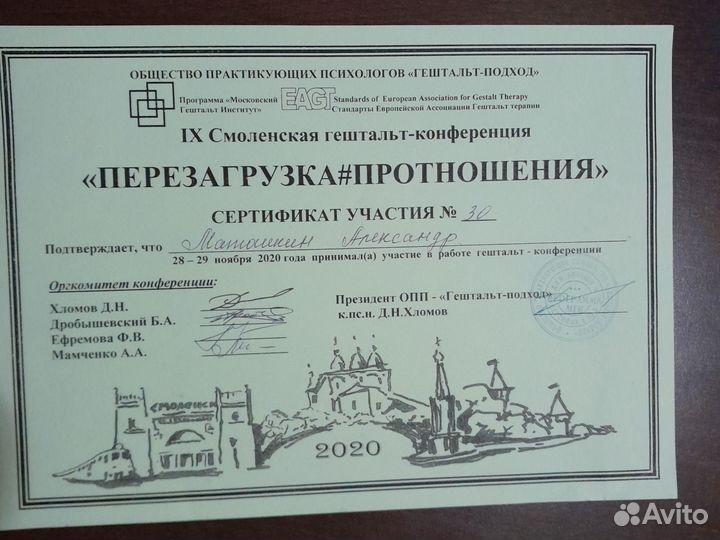 ОБЩЕСТВО ПРАКТИКУЮЩИХ ПСИХОЛОГОВ «ГЕШТАЛЬТ-ПОДХОД»
Программа «Московский Гештальт Институт»
EAGT
Standards of European Association for Gestalt Therapy
Стандарты Европейской Ассоциации Гештальт терапии
IX Смоленская гештальт-конференция
«ПЕРЕЗАГРУЗКА#ПРОТНОШЕНИЯ»
СЕРТИФИКАТ УЧАСТИЯ № 30
Подтверждает, что Матошкин Александр
28 – 29 ноября 2020 года принимал(а) участие в работе гештальт - конференции
Оргкомитет конференции:
Хломов Д.Н.
Дробышевский Б.А.
Ефремова Ф.В.
Мамченко А.А.
Президент ОПП - «Гештальт-подход»
к.пс.н. Д.Н.Хломов
СМОЛЕНСК
2020
Avito